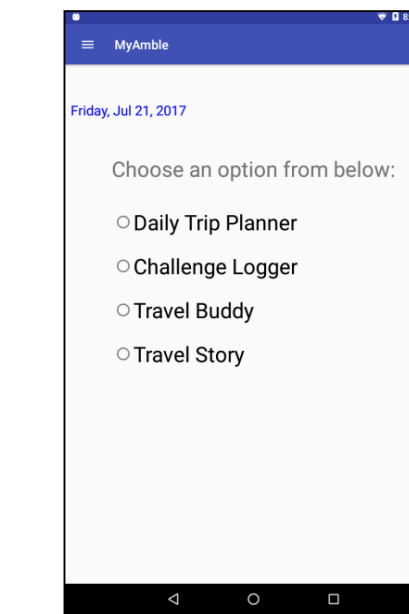 8
MyAmble
Friday, Jul 21, 2017
Choose an option from below:
Daily Trip Planner
Challenge Logger
Travel Buddy
Travel Story